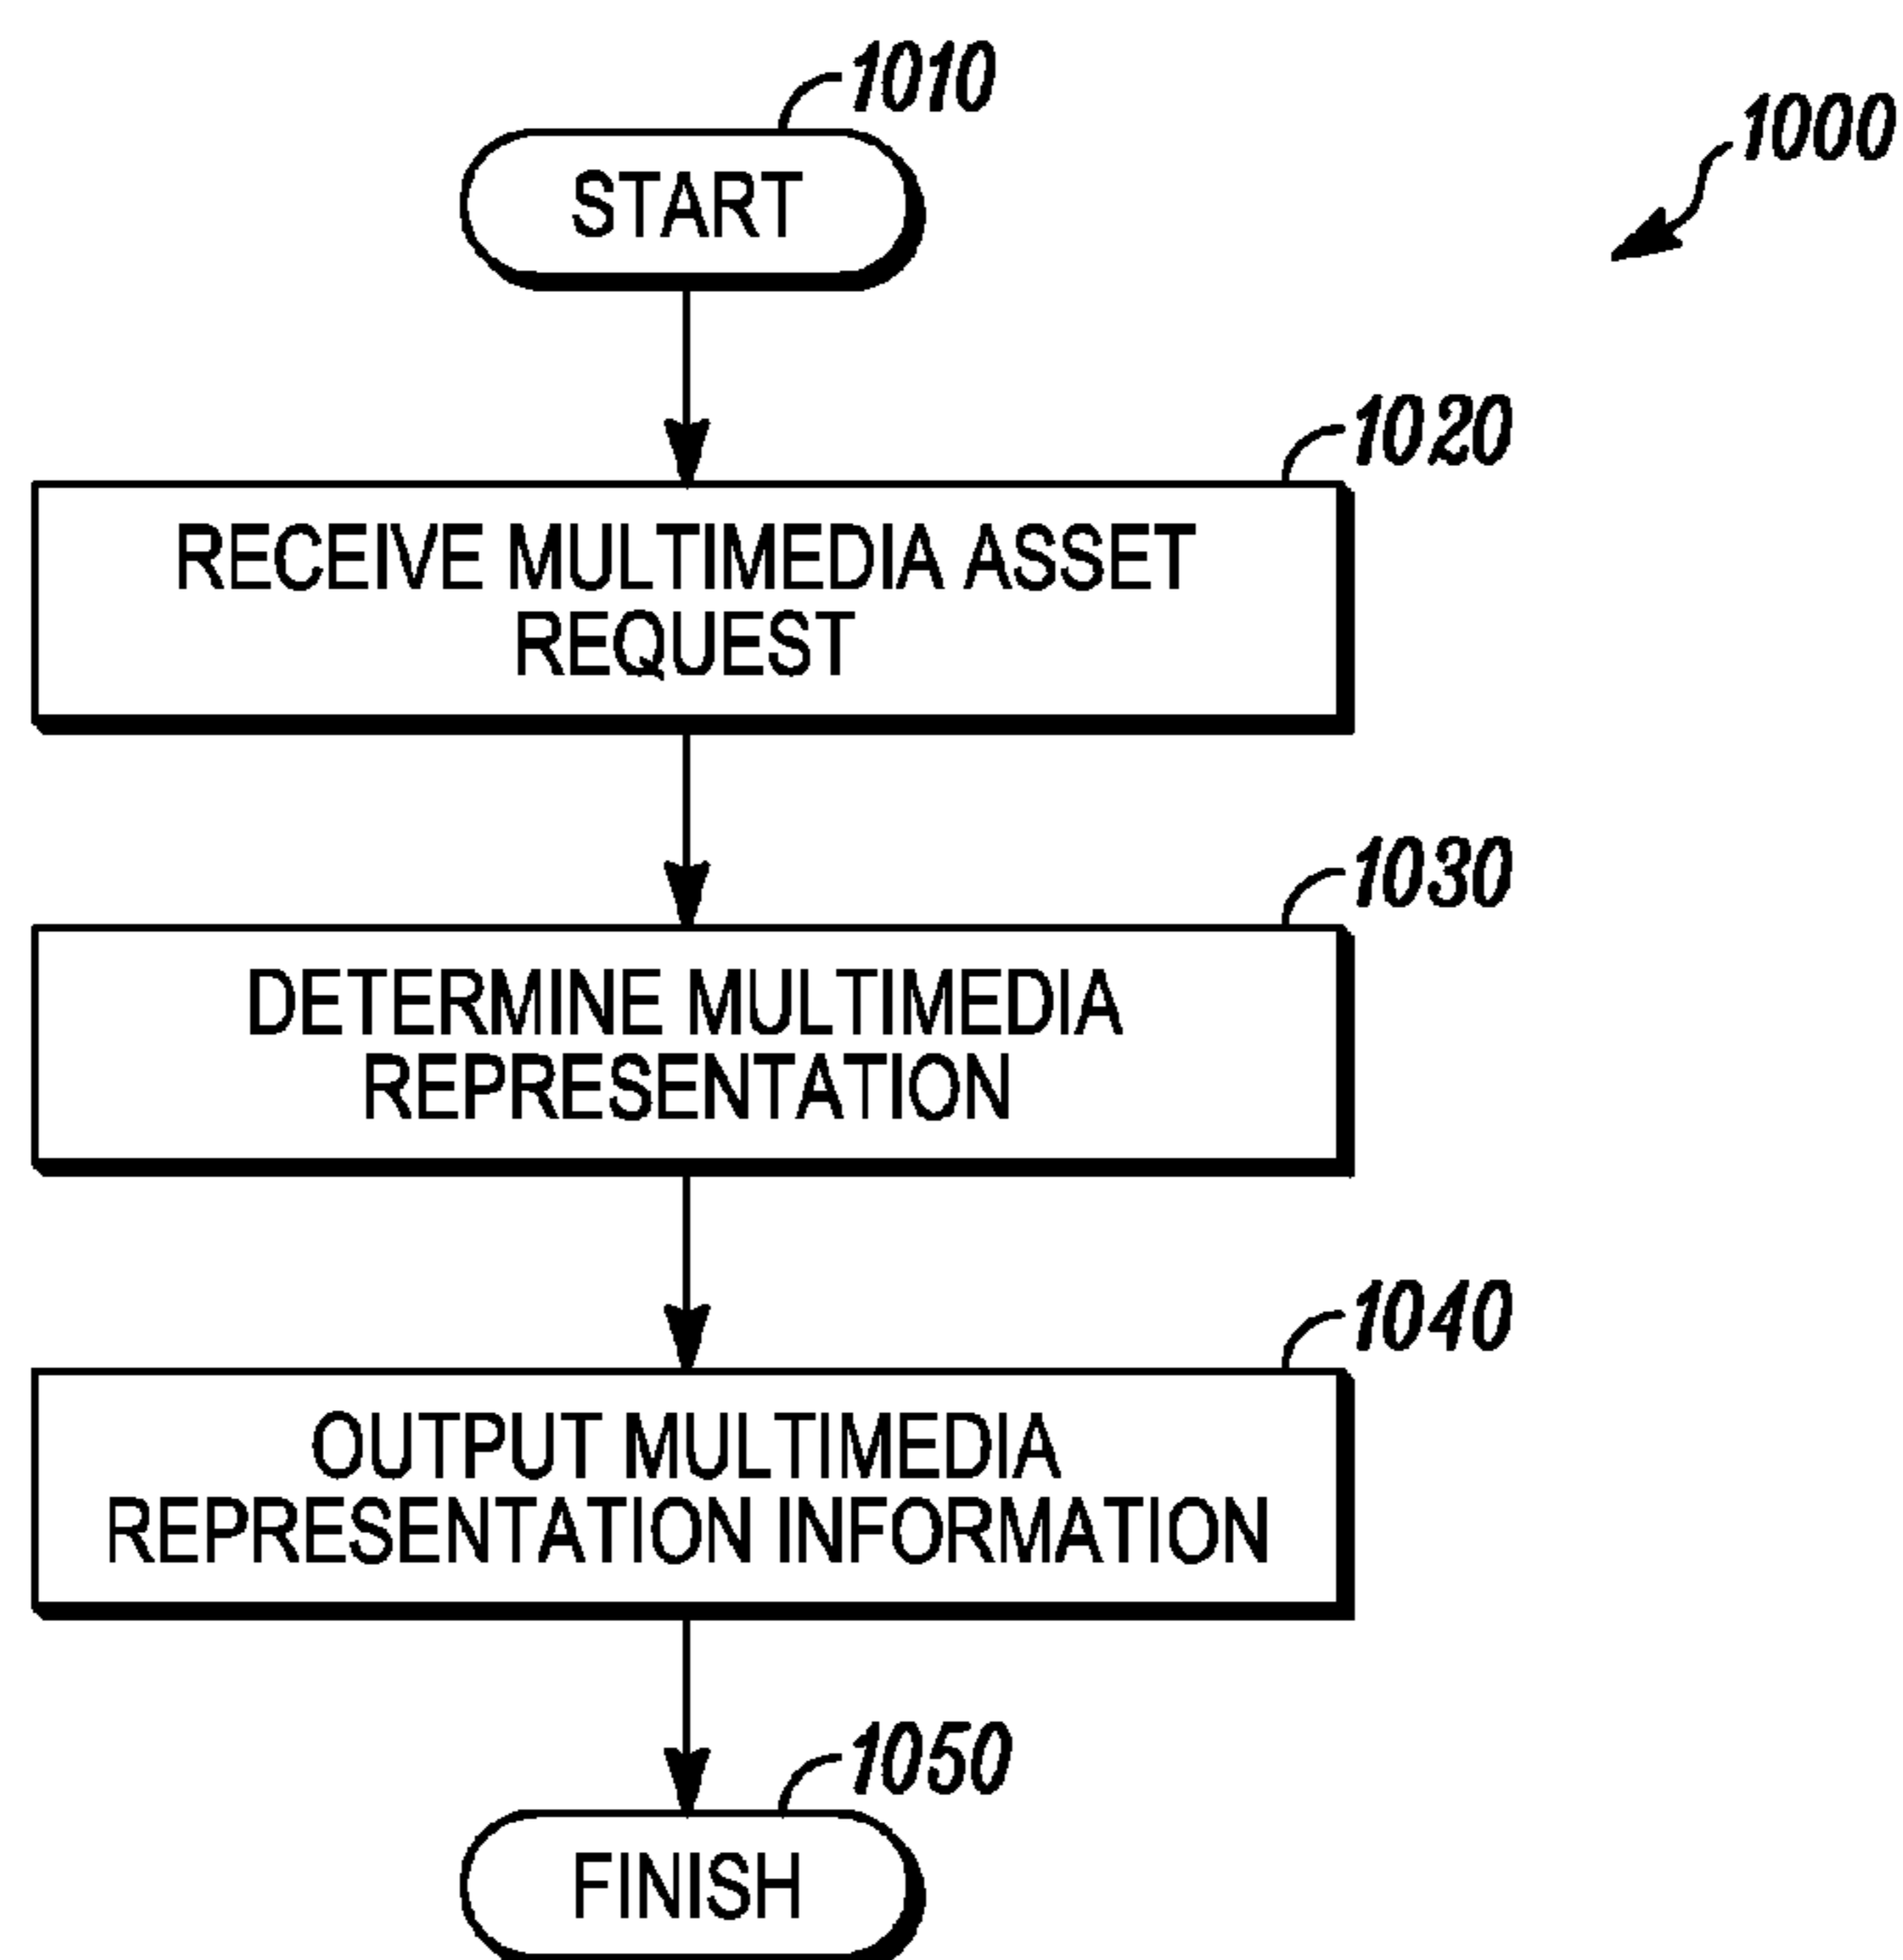 1010
1000
START
1020
RECEIVE MULTIMEDIA ASSET
REQUEST
1030
DETERMINE MULTIMEDIA
REPRESENTATION
1040
OUTPUT MULTIMEDIA
REPRESENTATION INFORMATION
1050
FINISH